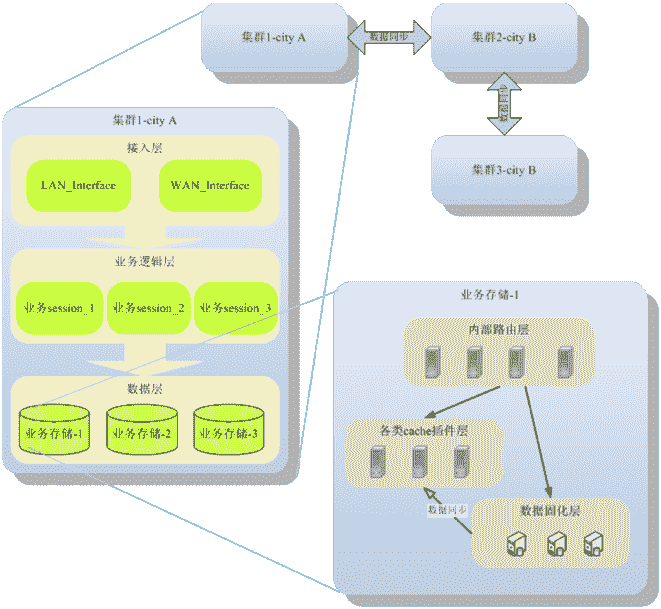 集群1-city A
数据同步
集群2-city B
数据同步
集群3-city B
集群1-city A
接入层
LAN_Interface
WAN_Interface
业务逻辑层
业务session_1
业务session_2
业务session_3
数据层
业务存储-1
业务存储-2
业务存储-3
业务存储-1
内部路由层
各类cache插件层
数据同步
数据固化层